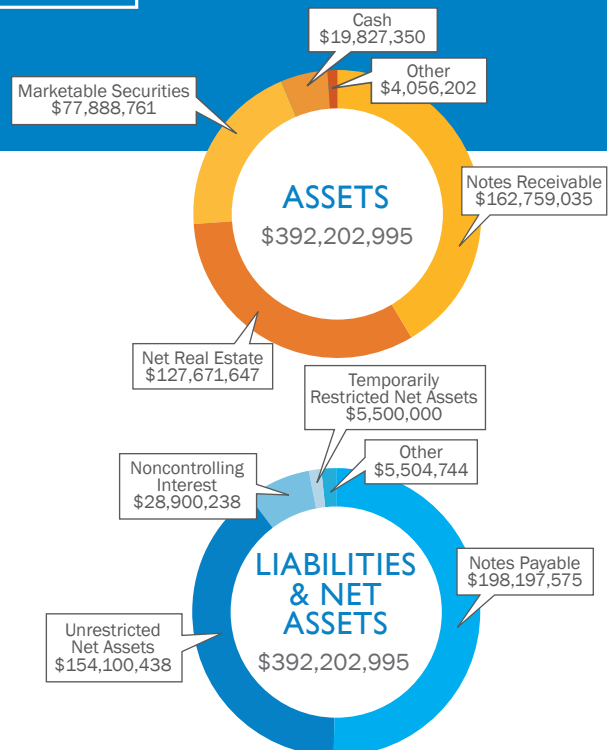 Cash
$19,827,350
Other
$4,056,202
Marketable Securities
$77,888,761
Notes Receivable
$162,759,035
ASSETS
$392,202,995
Net Real Estate
$127,671,647
Temporarily
Restricted Net Assets
$5,500,000
Other
$5,504,744
Noncontrolling
Interest
$28,900,238
Notes Payable
$198,197,575
LIABILITIES
& NET
ASSETS
$392,202,995
Unrestricted
Net Assets
$154,100,438